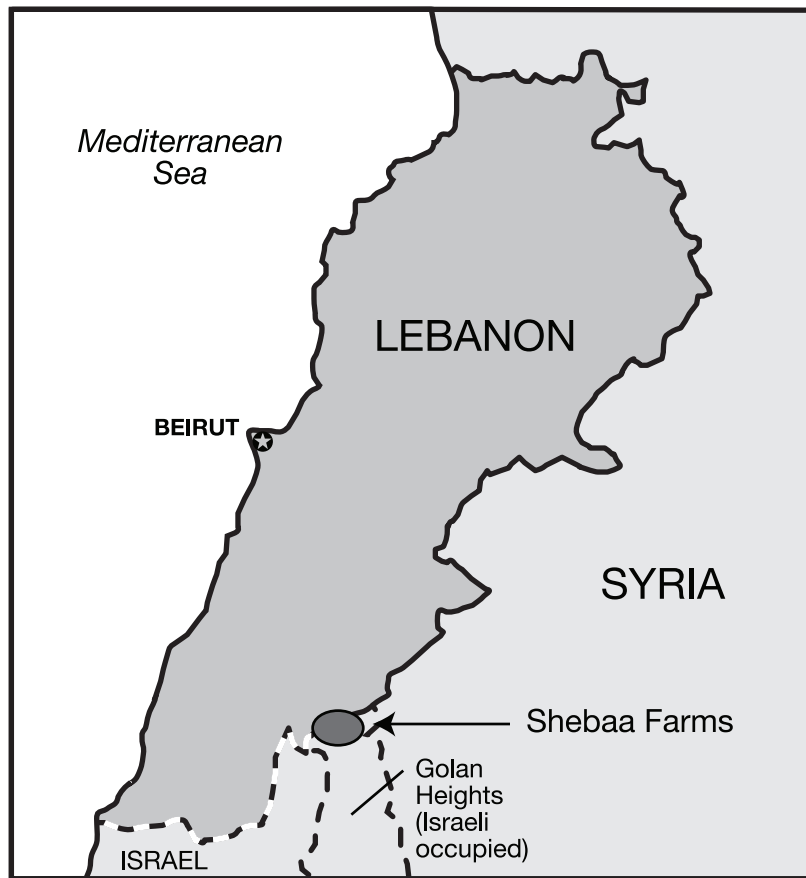 Mediterranean
Sea
LEBANON
BEIRUT
SYRIA
Shebaa Farms
Golan
Heights
(Israeli
occupied)
ISRAEL